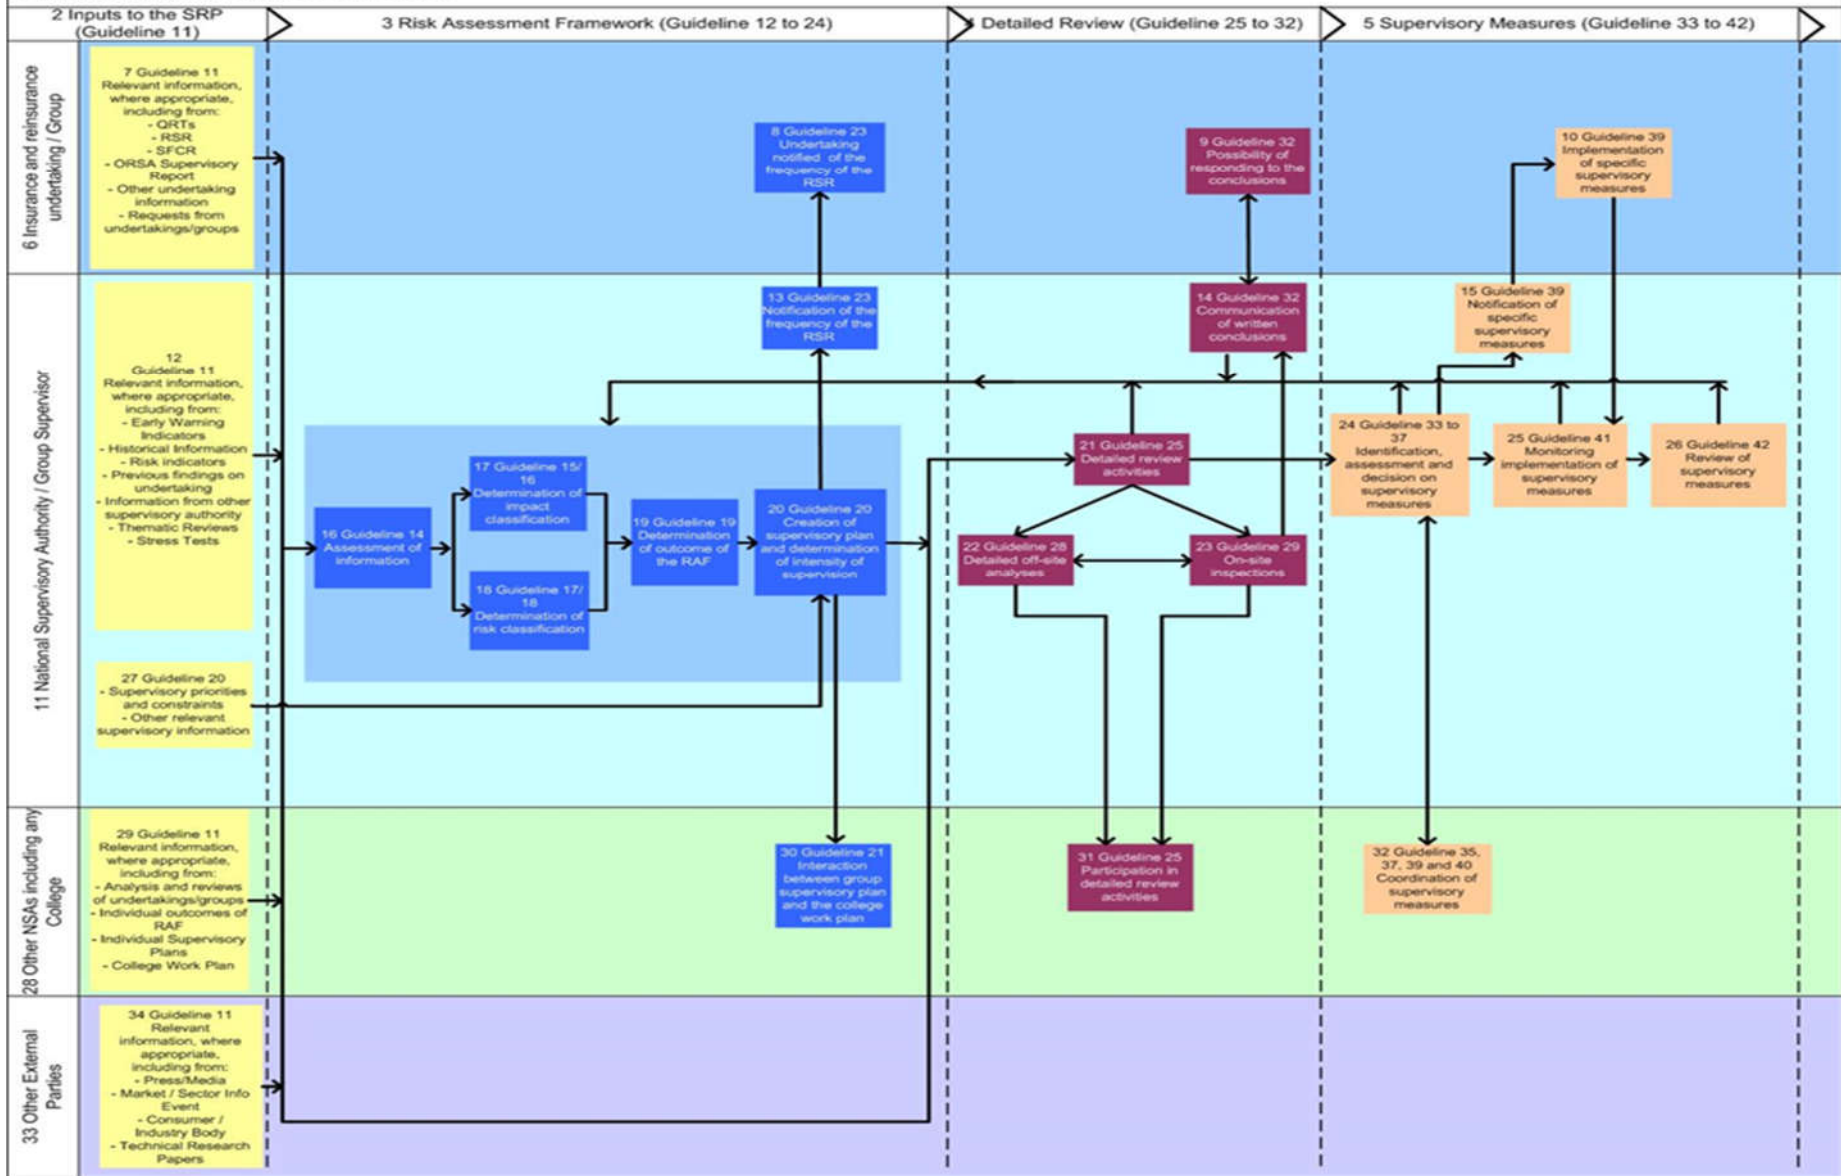 2 Inputs to the SRP
(Guideline 11)
3 Risk Assessment Framework (Guideline 12 to 24)
Detailed Review (Guideline 25 to 32)
5 Supervisory Measures (Guideline 33 to 42)
6 Insurance and reinsurance
undertaking / Group
7 Guideline 11
Relevant information,
where appropriate,
including from:
- QRTs
- RSR
- SFCR
- ORSA Supervisory
Report
- Other undertaking
information
- Requests from
undertakings/groups
8 Guideline 23
Undertaking
notified of the
frequency of the
RSR
9 Guideline 32
Possibility of
responding to the
conclusions
10 Guideline 39
Implementation
of specific
supervisory
measures
11 National Supervisory Authority / Group Supervisor
12
Guideline 11
Relevant information,
where appropriate,
including from:
- Early Warning
Indicators
- Historical Information
- Risk indicators
- Previous findings on
undertaking
- Information from other
supervisory authority
- Thematic Reviews
- Stress Tests
13 Guideline 23
Notification of the
frequency of the
RSR
14 Guideline 32
Communication
of written
conclusions
15 Guideline 39
Notification of
specific
supervisory
measures
16 Guideline 14
Assessment of
information
17 Guideline 15/
16
Determination of
impact
classification
18 Guideline 17/
18
Determination of
risk classification
19 Guideline 19
Determination
of outcome of
the RAF
20 Guideline 20
Creation of
supervisory plan
and determination
of intensity of
supervision
21 Guideline 25
Detailed review
activities
22 Guideline 28
Detailed off-site
analyses
23 Guideline 29
On-site
inspections
24 Guideline 33 to
37
Identification,
assessment and
decision on
supervisory
measures
25 Guideline 41
Monitoring
implementation of
supervisory
measures
26 Guideline 42
Review of
supervisory
measures
27 Guideline 20
- Supervisory priorities
and constraints
- Other relevant
supervisory information
28 Other NSAs including any
College
29 Guideline 11
Relevant information,
where appropriate,
including from:
- Analysis and reviews
of undertakings/groups
- Individual outcomes of
RAF
- Individual Supervisory
Plans
- College Work Plan
30 Guideline 21
Interaction
between group
supervisory plan
and the college
work plan
31 Guideline 25
Participation in
detailed review
activities
32 Guideline 35,
37, 39 and 40
Coordination of
supervisory
measures
33 Other External
Parties
34 Guideline 11
Relevant
information, where
appropriate,
including from:
- Press/Media
- Market / Sector Info
Event
- Consumer /
Industry Body
- Technical Research
Papers